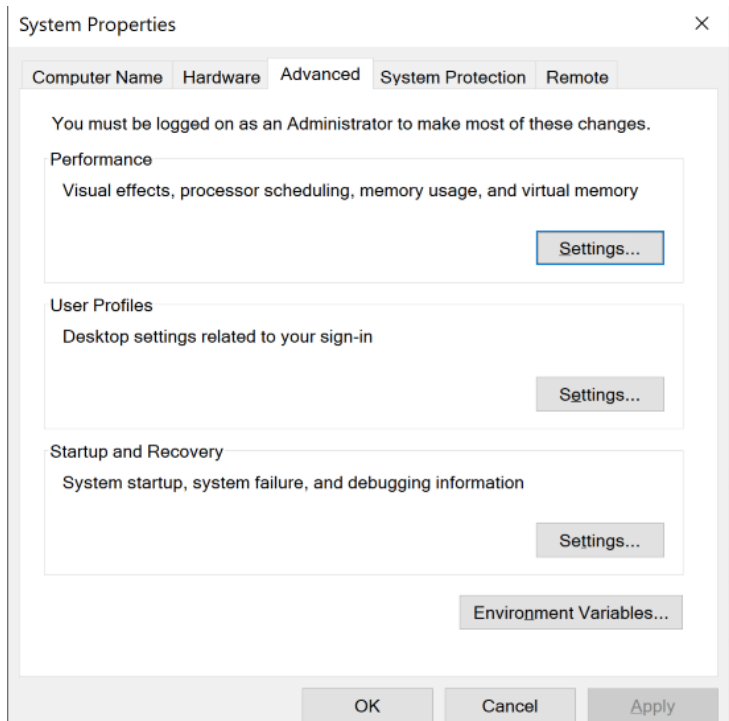 System Properties
Computer Name Hardware Advanced System Protection Remote
You must be logged on as an Administrator to make most of these changes.
Performance
Visual effects, processor scheduling, memory usage, and virtual memory
Settings...
User Profiles
Desktop settings related to your sign-in
Settings...
Startup and Recovery
System startup, system failure, and debugging information
Settings...
Environment Variables...
OK Cancel Apply